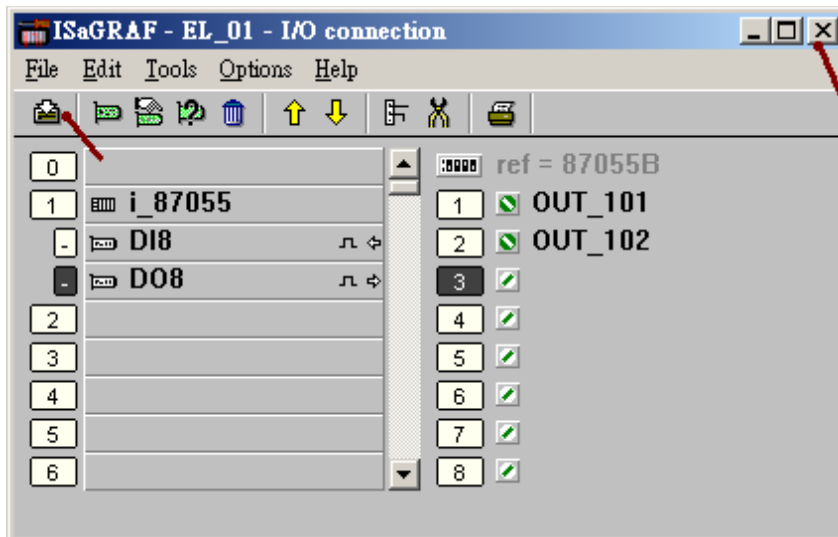 ISaGRAF - EL_01 - I/O connection
File Edit Tools Options Help
0
ref = 87055B
1 i_87055
1 OUT_101
- DI8
2 OUT_102
- DO8
3
2
4
3
5
4
6
5
7
6
8